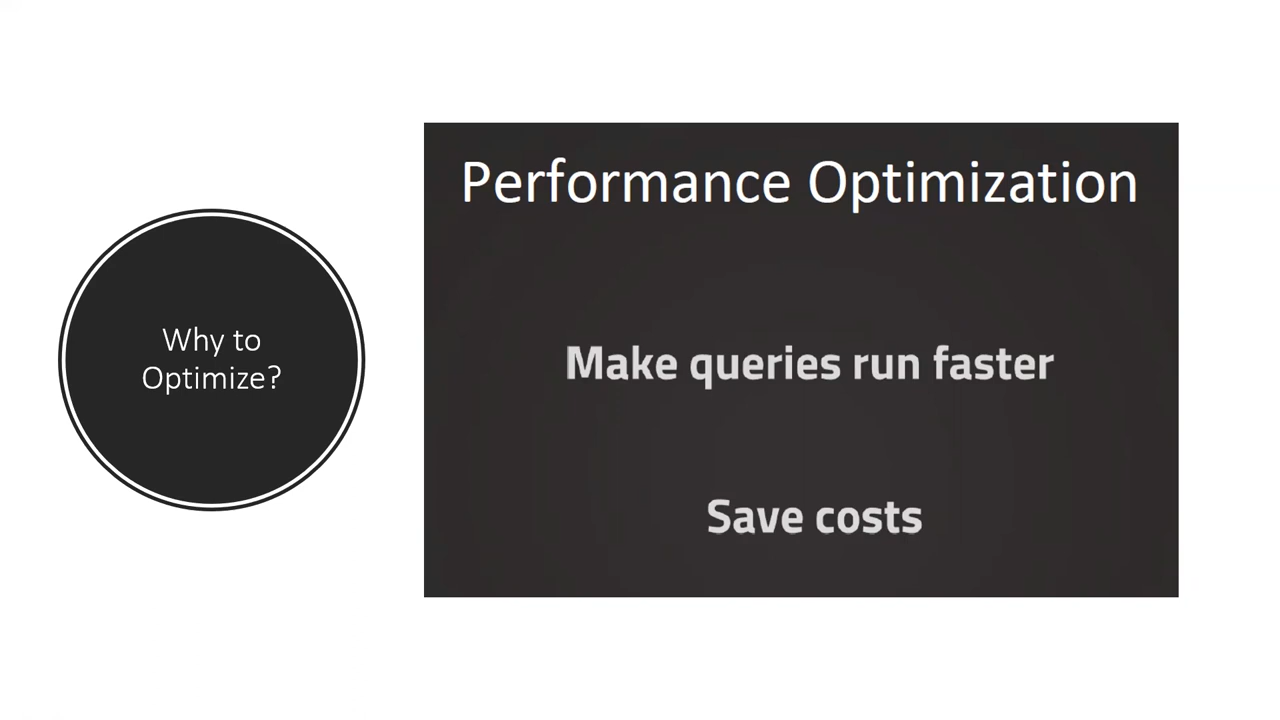 Why to
Optimize?
Performance Optimization
Make queries run faster
Save costs